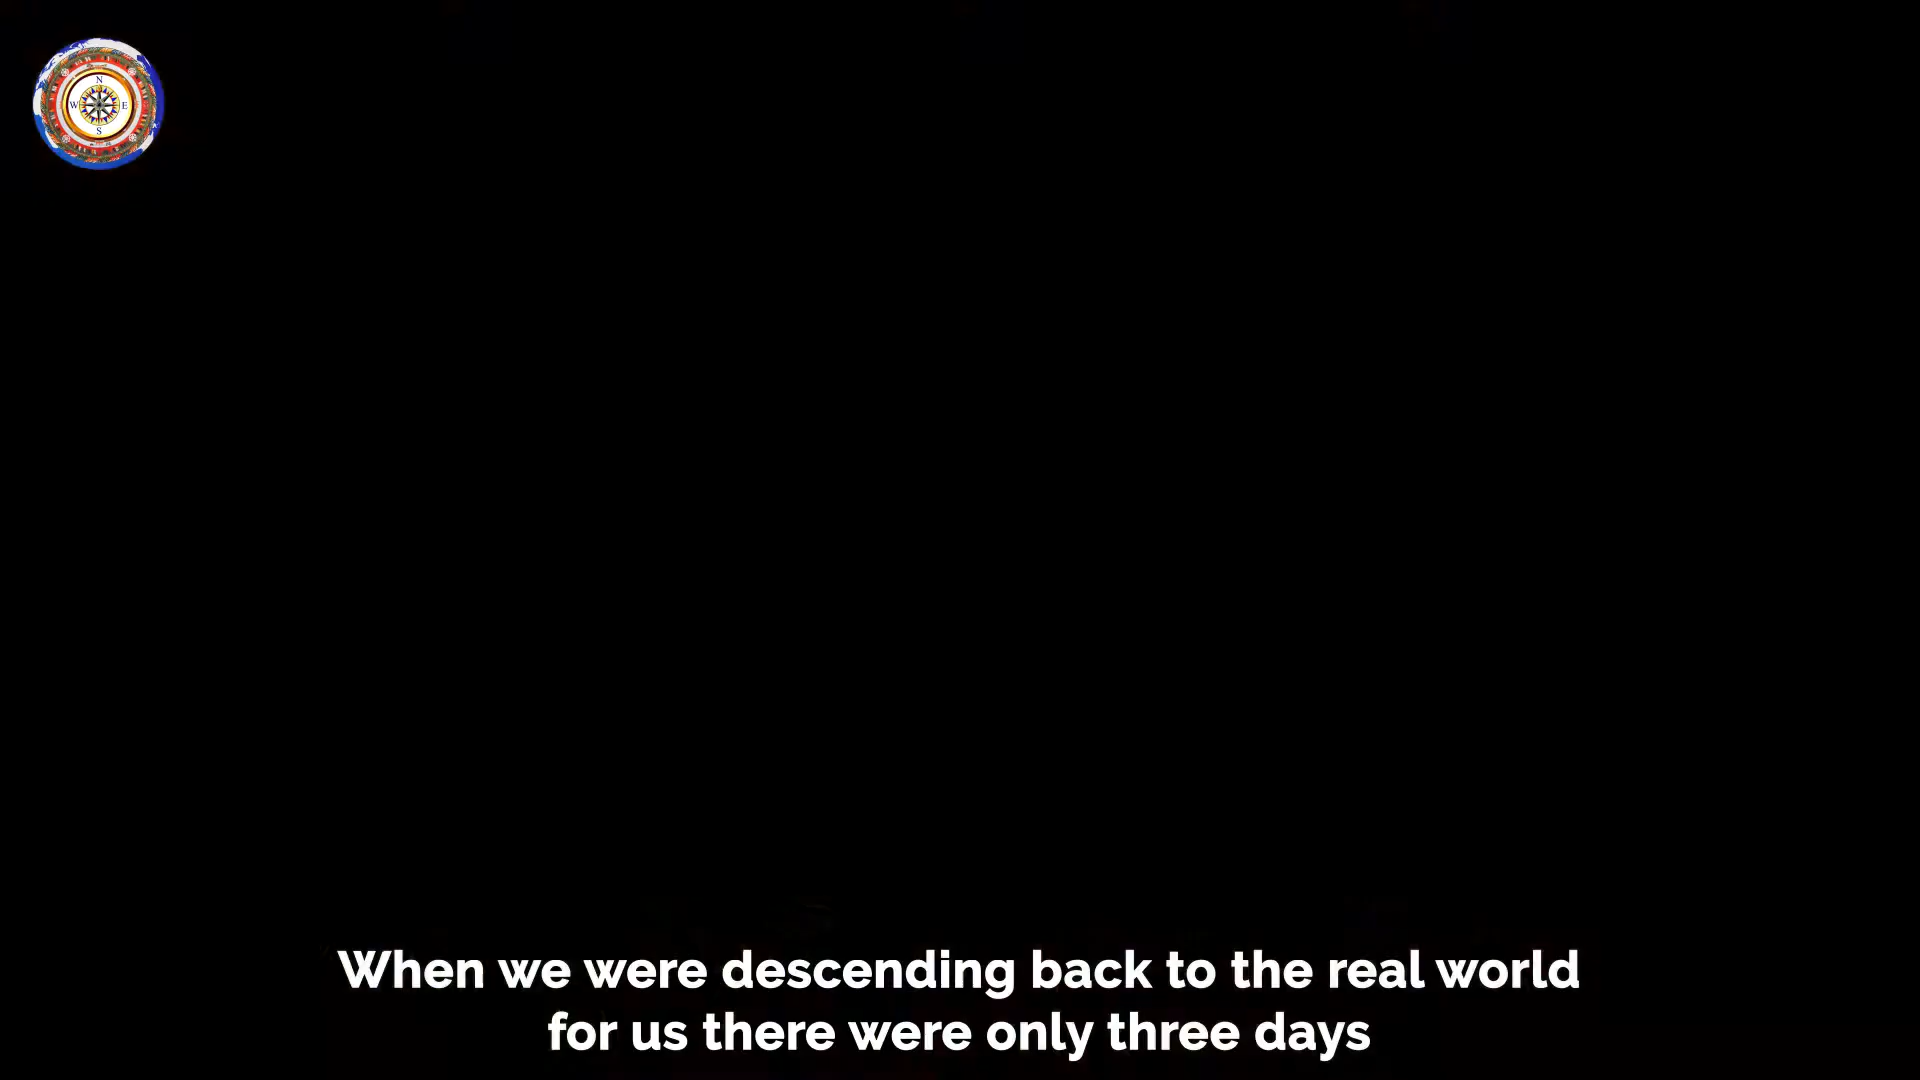 N
W E
S
When we were descending back to the real world
for us there were only three days